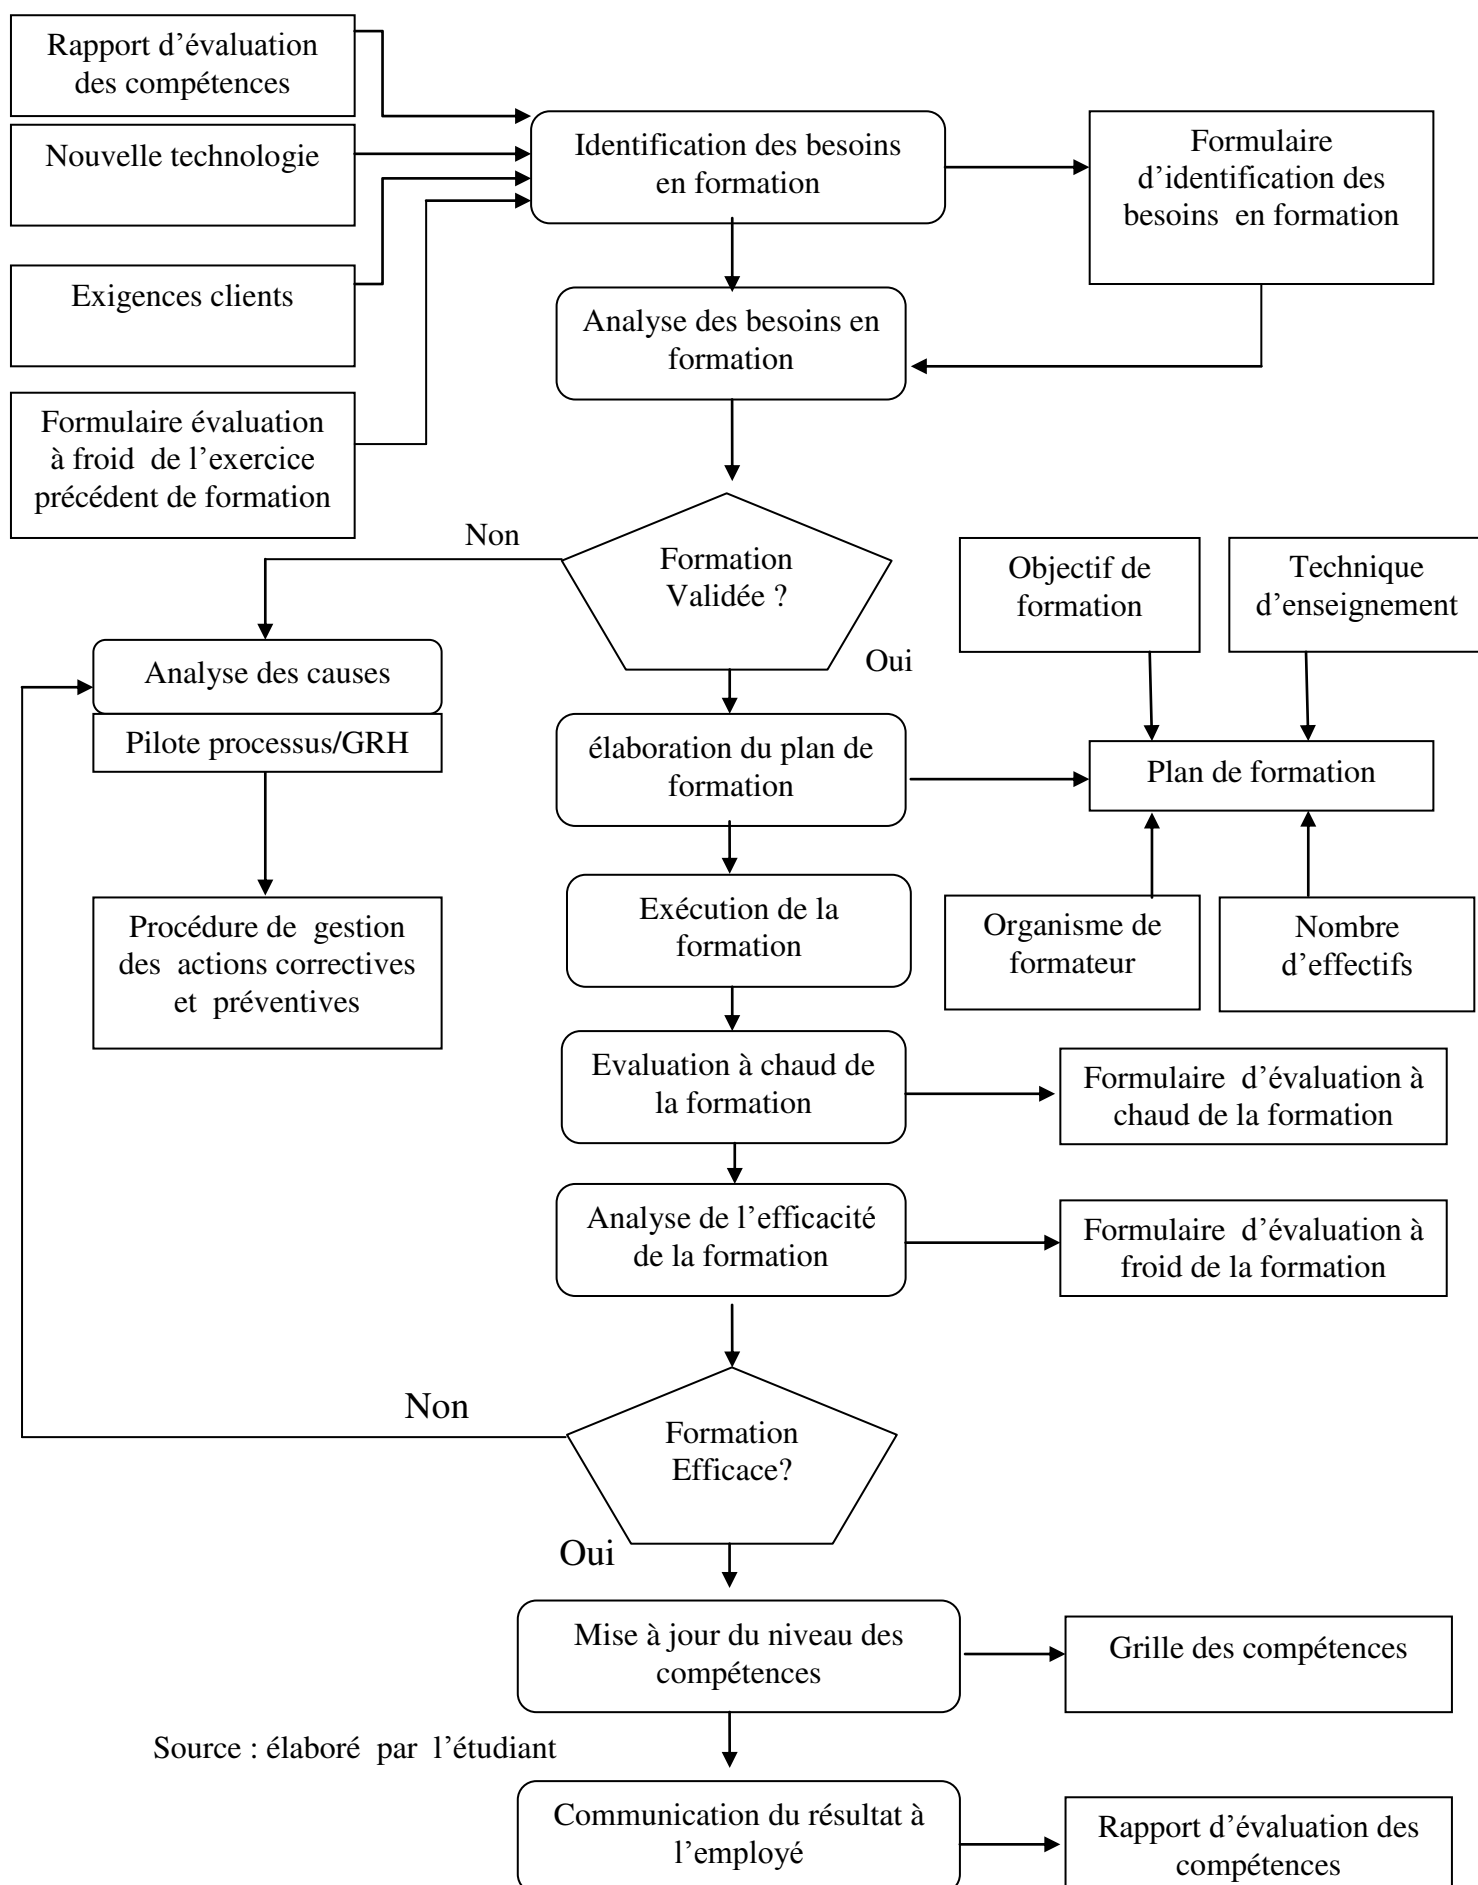 Rapport d’évaluation
des compétences
Nouvelle technologie
Identification des besoins
en formation
Formulaire
d’identification des
besoins en formation
Exigences clients
Analyse des besoins en
formation
Formulaire évaluation
à froid de l’exercice
précédent de formation
Non
Formation
Validée ?
Oui
Objectif de
formation
Technique
d’enseignement
Analyse des causes
Pilote processus/GRH
élaboration du plan de
formation
Plan de formation
Procédure de gestion
des actions correctives
et préventives
Exécution de la
formation
Organisme de
formateur
Nombre
d’effectifs
Evaluation à chaud de
la formation
Formulaire d’évaluation à
chaud de la formation
Analyse de l’efficacité
de la formation
Formulaire d’évaluation à
froid de la formation
Non
Formation
Efficace?
Oui
Mise à jour du niveau des
compétences
Grille des compétences
Source : élaboré par l’étudiant
Communication du résultat à
l’employé
Rapport d’évaluation des
compétences